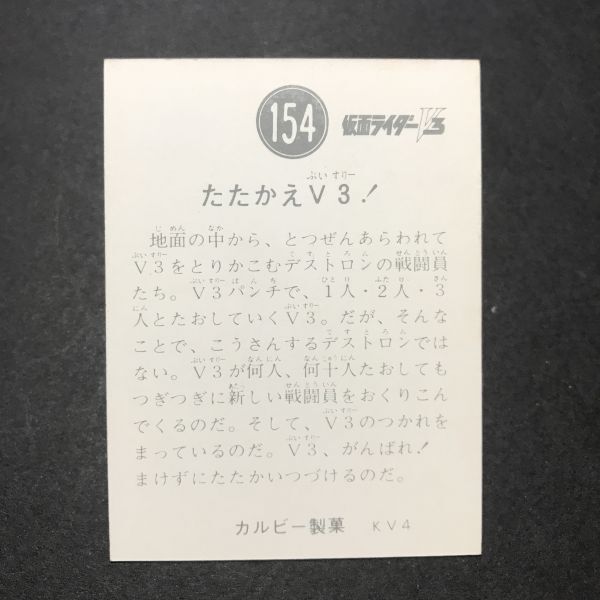 154 仮面ライダーV3
たたかえV3!
地面の中から、とつぜんあらわれて
V3をとりかこむデストロンの戦闘員
たち。V3パンチで、1人・2人・3
人とたおしていくV3。だが、そんな
ことで、こうさんするデストロンでは
ない。V3が何人、何十人たおしても
つぎつぎに新しい戦闘員をおくりこん
でくるのだ。そして、V3のつかれを
まっているのだ。V3、がんばれ!
まけずにたたかいつづけるのだ。
カルビー製菓 KV4